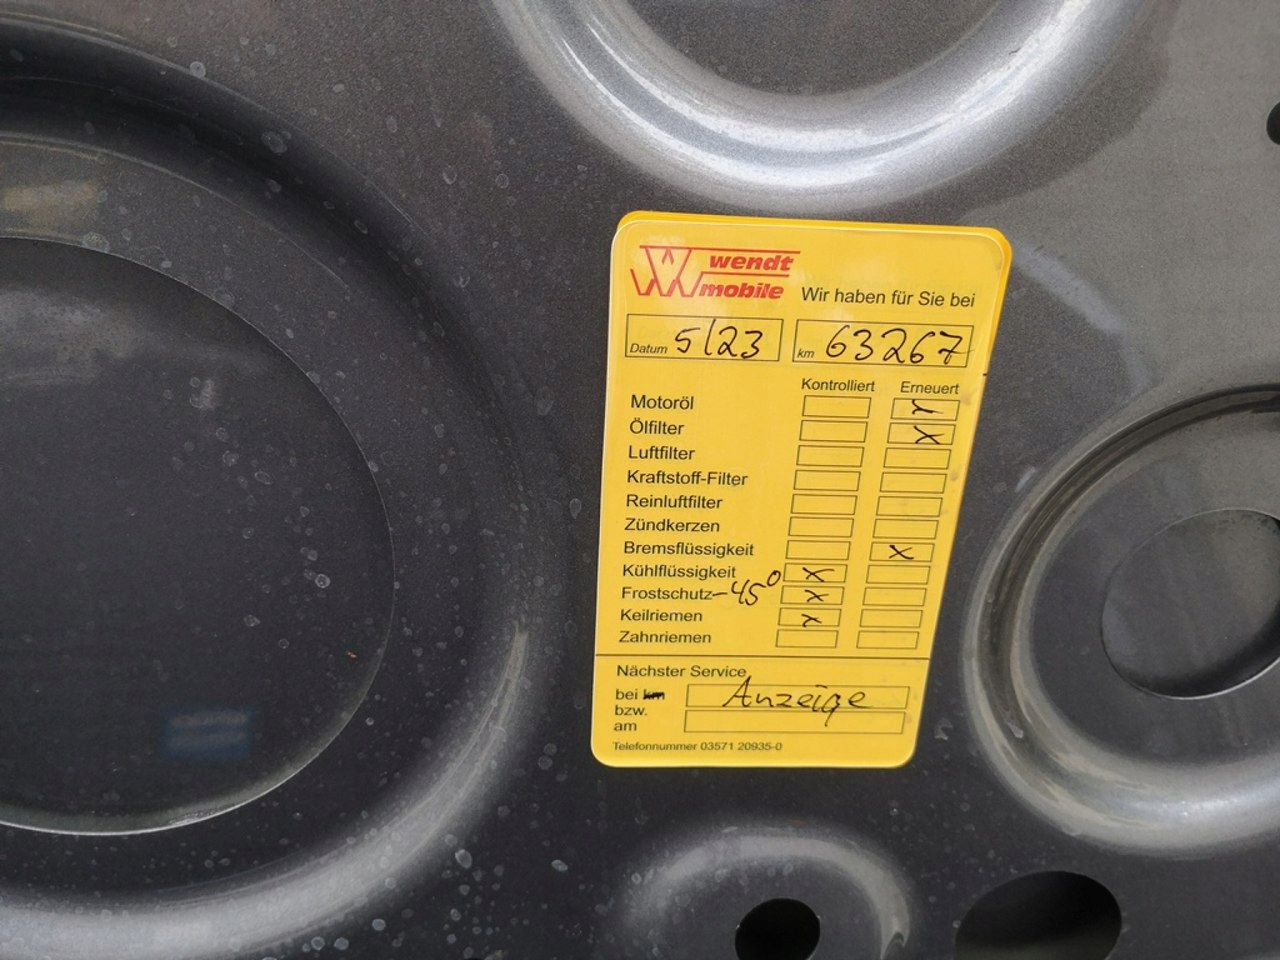 wendt
mobile
Wir haben für Sie bei
Datum 5/23 km 63267
Kontrolliert Erneuert
Motoröl x
Ölfilter x
Luftfilter
Kraftstoff-Filter
Reinluftfilter
Zündkerzen
Bremsflüssigkeit x
Kühlflüssigkeit x
Frostschutz -45° x
Keilriemen x
Zahnriemen
Nächster Service
bei km Anzeige
bzw.
am
Telefonnummer 03571 20935-0